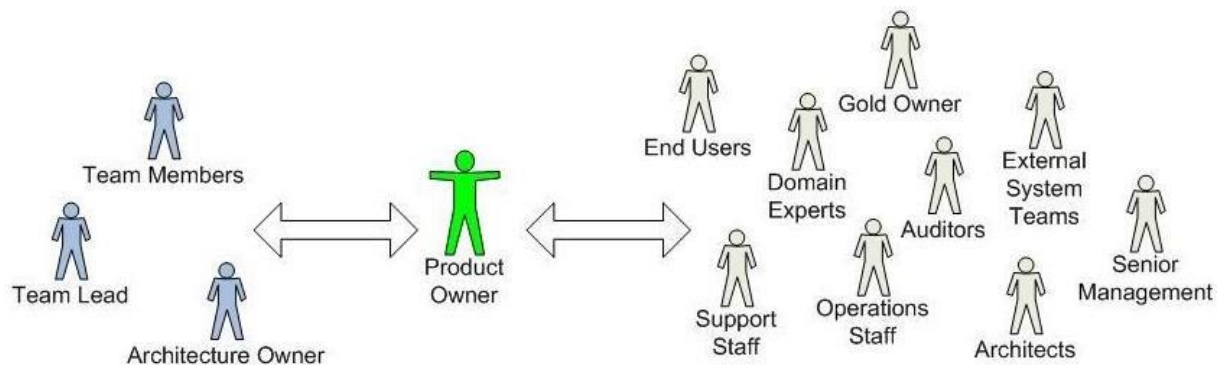 Team Members
Team Lead
Architecture Owner
Product
Owner
End Users
Gold Owner
Domain
Experts
External
System
Teams
Auditors
Senior
Management
Support
Staff
Operations
Staff
Architects